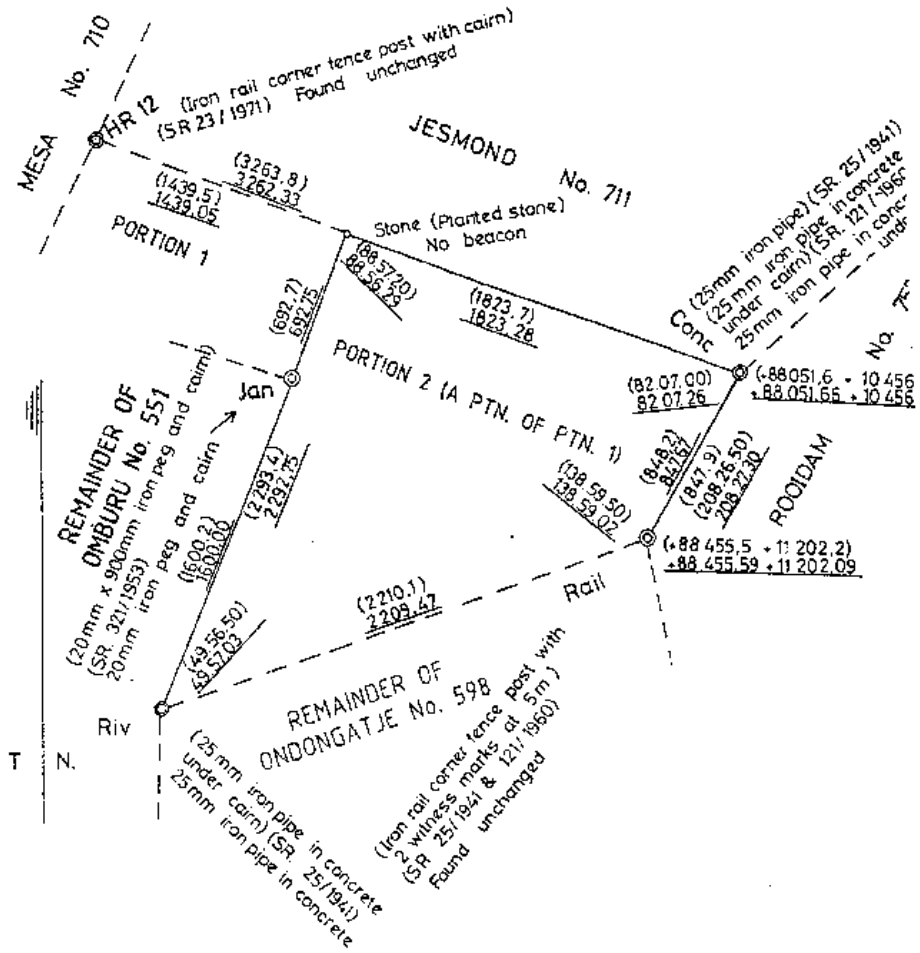 MESA No. 710
HR 12
(Iron rail corner fence post with cairn)
(SR 23/1971) Found unchanged
JESMOND No. 711
(3263.8)
3262.33
(1439.5)
1439.05
PORTION 1
Stone (Planted stone)
No beacon
(88.57.20)
88.56.29
(692.7)
692.75
(1823.7)
1823.28
Conc
(25mm iron pipe) (SR. 25/1941)
(25 mm iron pipe in concrete
under cairn) (SR. 121/1960
25mm iron pipe in conc
No.
PORTION 2 (A PTN. OF PTN. 1)
(82.07.00)
82.07.26
(+88 051,6 + 10 456
+88 051.66 + 10 456
Jan
REMAINDER OF
OMBURU No. 551
(20mm x 900mm iron peg and cairn)
(SR. 321/1953)
20mm iron peg and cairn
(1600.2)
1600.00
(2293.4)
2292.75
(848.2)
847.67
(847.9)
(208.26.50)
208.27.30
ROOIDAM
(138.59.50)
138.59.02
(+88 455,5 +11 202.2)
+88 455.59 +11 202.09
Rail
(2210.1)
2209.47
(49.56.50)
49.57.03
Riv
REMAINDER OF
ONDONGATJE No. 598
T N.
(25mm iron pipe in concrete
under cairn) (SR. 25/1941)
25mm iron pipe in concrete
(Iron rail corner fence post with
2 witness marks at 5m)
(SR 25/1941 & 121/1960)
Found unchanged